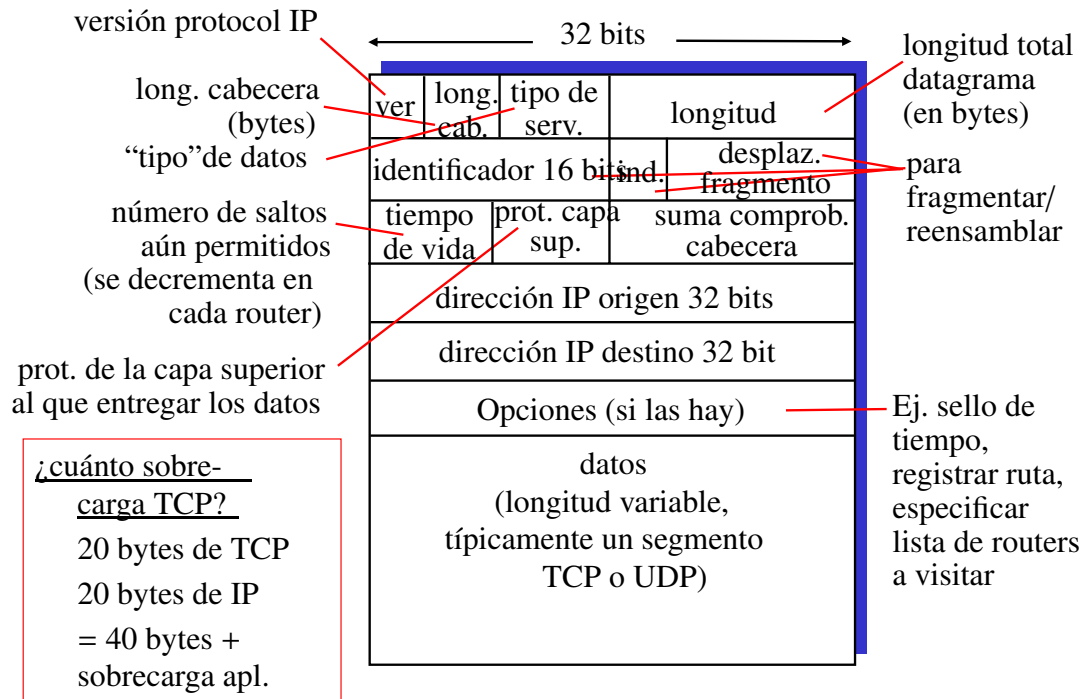 versión protocol IP
32 bits
longitud total
datagrama
(en bytes)
long. cabecera
(bytes)
“tipo”de datos
ver
long.
cab.
tipo de
serv.
longitud
identificador 16 bits
ind.
desplaz.
fragmento
para
fragmentar/
reensamblar
número de saltos
aún permitidos
(se decrementa en
cada router)
tiempo
de vida
prot. capa
sup.
suma comprob.
cabecera
dirección IP origen 32 bits
dirección IP destino 32 bit
prot. de la capa superior
al que entregar los datos
Opciones (si las hay)
Ej. sello de
tiempo,
registrar ruta,
especificar
lista de routers
a visitar
datos
(longitud variable,
típicamente un segmento
TCP o UDP)
¿cuánto sobre-
carga TCP?
20 bytes de TCP
20 bytes de IP
= 40 bytes +
sobrecarga apl.